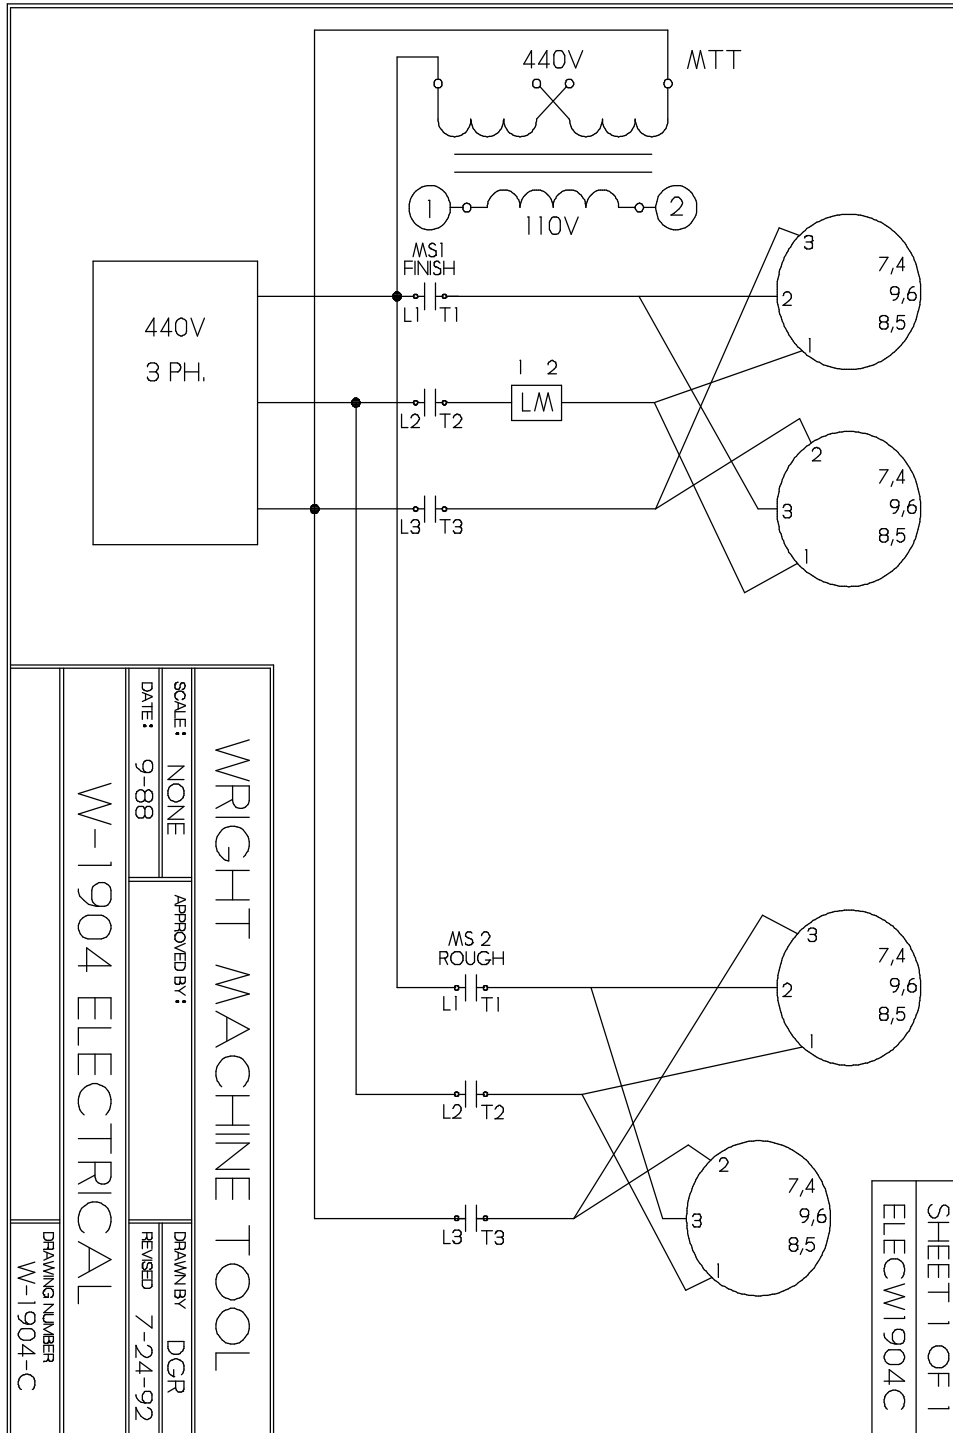 440V
MTT
1
2
110V
MS1
FINISH
L1 T1
440V
3 PH.
1 2
LM
L2 T2
L3 T3
3
2
1
7,4
9,6
8,5
2
3
1
7,4
9,6
8,5
MS 2
ROUGH
L1 T1
L2 T2
L3 T3
3
2
1
7,4
9,6
8,5
2
3
1
7,4
9,6
8,5
SHEET 1 OF 1
ELECW1904C
WRIGHT MACHINE TOOL
SCALE: NONE
APPROVED BY:
DRAWN BY DGR
DATE: 9-88
REVISED 7-24-92
W-1904 ELECTRICAL
DRAWING NUMBER
W-1904-C